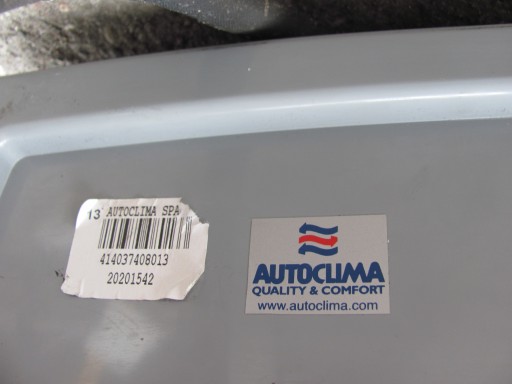 13 AUTOCLIMA SPA
414037408013
20201542
AUTOCLIMA
QUALITY & COMFORT
www.autoclima.com